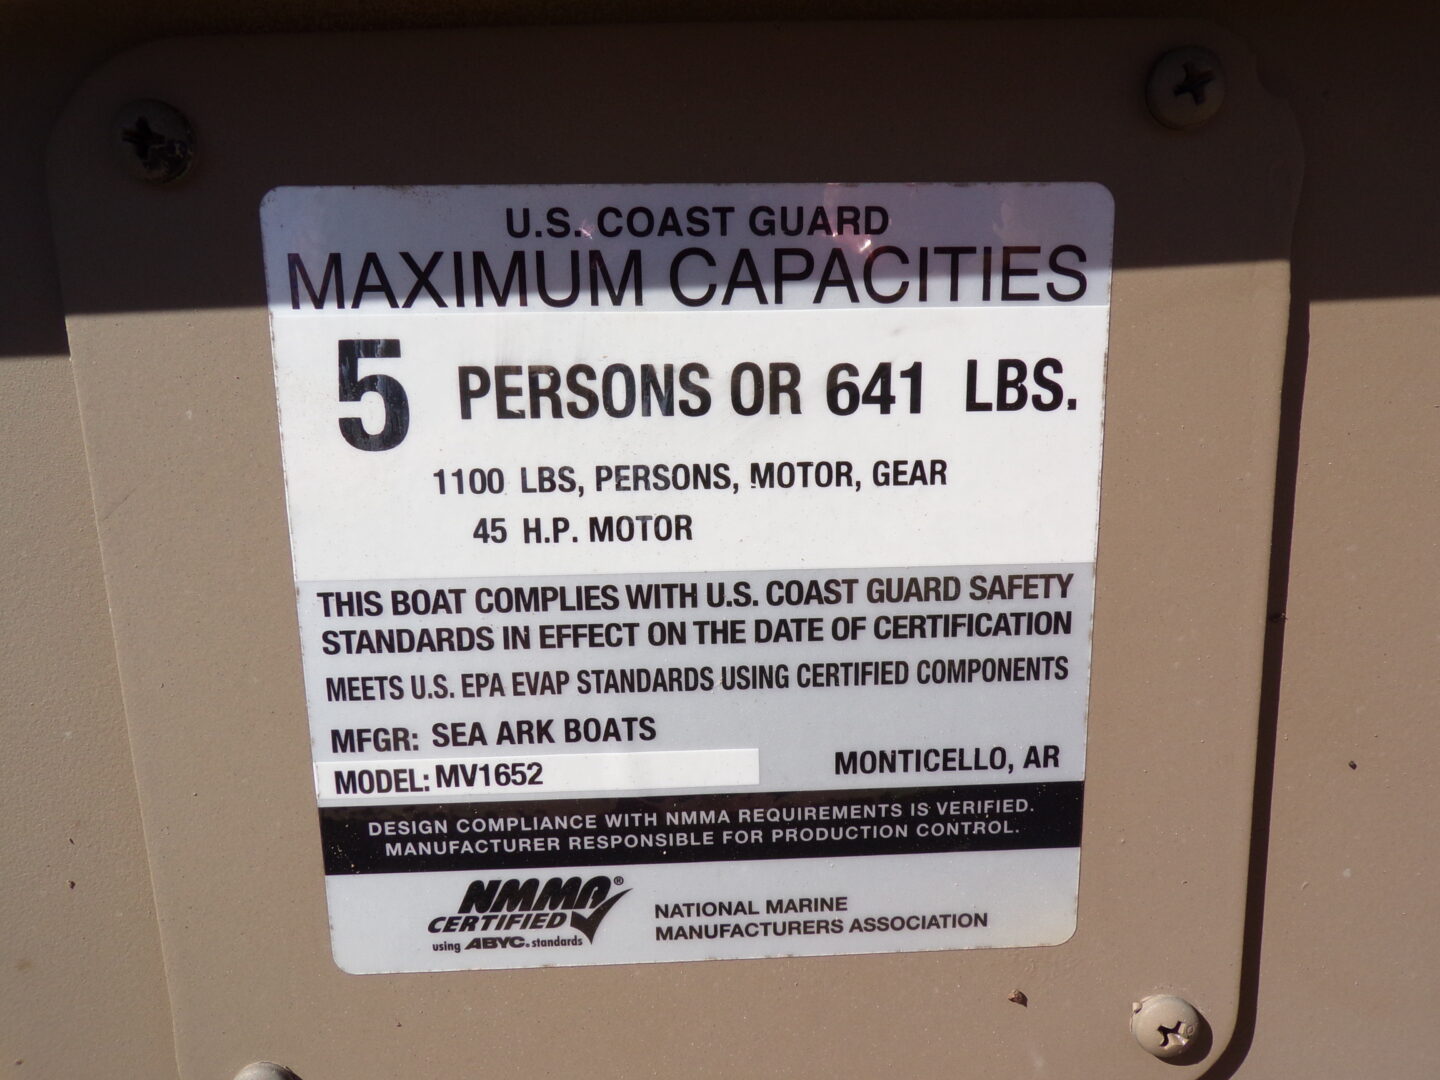 U.S. COAST GUARD
MAXIMUM CAPACITIES
5 PERSONS OR 641 LBS.
1100 LBS, PERSONS, MOTOR, GEAR
45 H.P. MOTOR
THIS BOAT COMPLIES WITH U.S. COAST GUARD SAFETY
STANDARDS IN EFFECT ON THE DATE OF CERTIFICATION
MEETS U.S. EPA EVAP STANDARDS USING CERTIFIED COMPONENTS
MFGR: SEA ARK BOATS
MODEL: MV1652 MONTICELLO, AR
DESIGN COMPLIANCE WITH NMMA REQUIREMENTS IS VERIFIED.
MANUFACTURER RESPONSIBLE FOR PRODUCTION CONTROL.
NMMA®
CERTIFIED
using ABYC® standards
NATIONAL MARINE
MANUFACTURERS ASSOCIATION